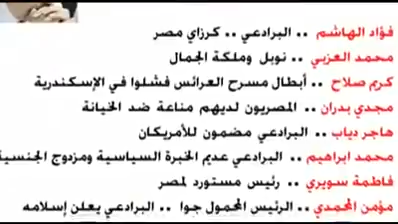 فؤاد الهاشم .. البرادعي .. كرزاي مصر
محمد العزبي .. نوبل وملكة الجمال
كريم صلاح .. أبطال مسرح العرائس فشلوا في الإسكندرية
مجدي بدران .. المصريون لديهم مناعة ضد الخيانة
هاجر دياب .. البرادعي مضمون للأمريكان
محمد ابراهيم .. البرادعي عديم الخبرة السياسية ومزدوج الجنسية
فاطمة سويري .. رئيس مستورد لمصر
مؤمن المحمدي .. الرئيس المحمول جوا .. البرادعي يعلن إسلامه